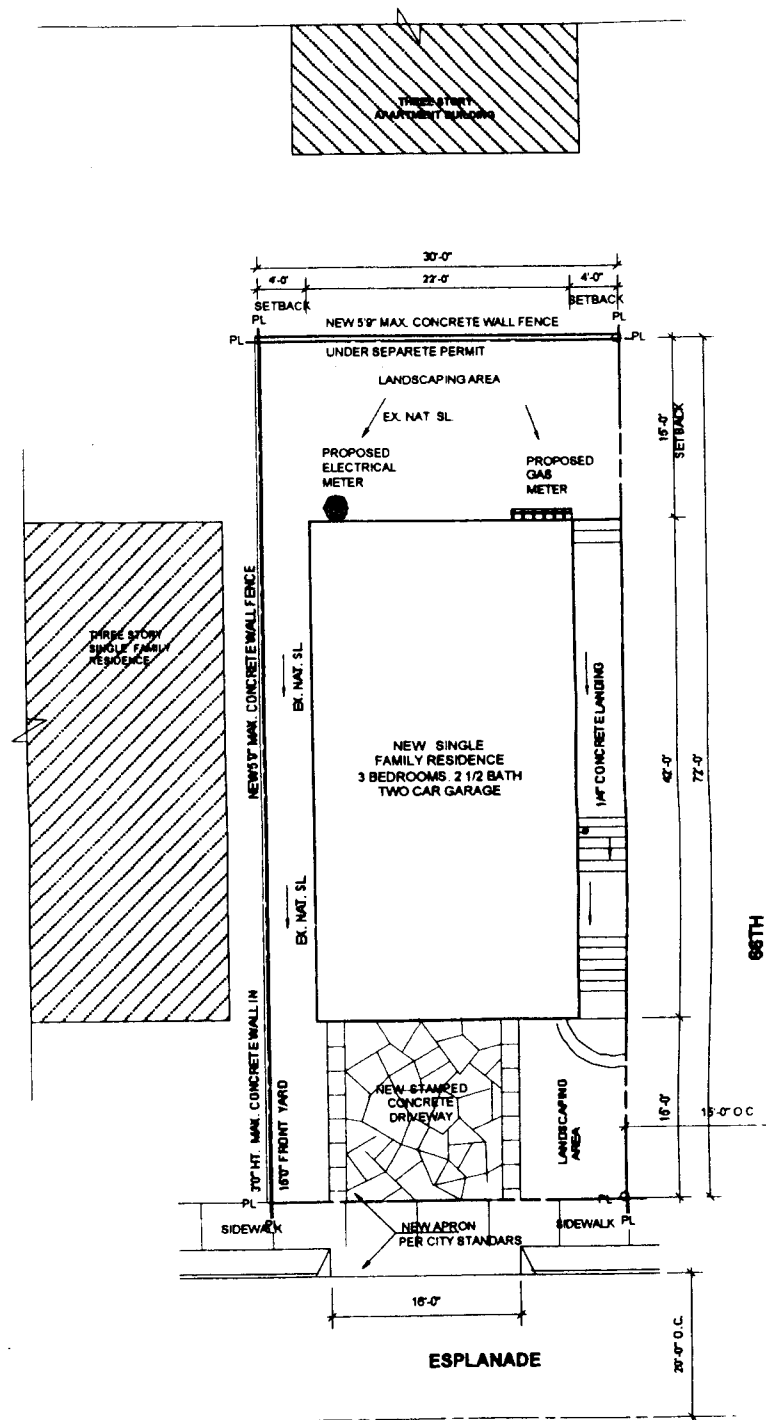 THREE STORY
APARTMENT BUILDING
30'-0"
4'-0"
22'-0"
4'-0"
SETBACK
SETBACK
PL
NEW 5'9" MAX. CONCRETE WALL FENCE
PL
PL
PL
UNDER SEPARETE PERMIT
LANDSCAPING AREA
EX. NAT SL.
15'-0"
SETBACK
PROPOSED
ELECTRICAL
METER
PROPOSED
GAS
METER
THREE STORY
SINGLE FAMILY
RESIDENCE
NEW 5'0" MAX. CONCRETE WALL FENCE
EX. NAT. SL.
NEW SINGLE
FAMILY RESIDENCE
3 BEDROOMS. 2 1/2 BATH
TWO CAR GARAGE
1/4" CONCRETE LANDING
42'-0"
72'-0"
EX. NAT. SL.
66TH
3'0" HT. MAX. CONCRETE WALL IN
16'0" FRONT YARD
NEW STAMPED
CONCRETE
DRIVEWAY
LANDSCAPING
AREA
15'-0" O.C
PL
PL
SIDEWALK
PL
NEW APRON
PER CITY STANDARS
SIDEWALK
PL
16'-0"
ESPLANADE
20'-0" O.C.